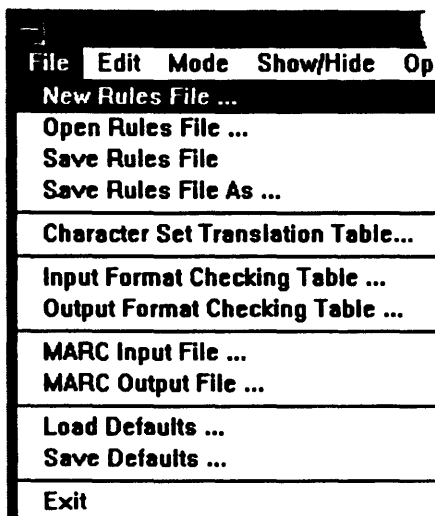 File Edit Mode Show/Hide Op
New Rules File ...
Open Rules File ...
Save Rules File
Save Rules File As ...
Character Set Translation Table...
Input Format Checking Table ...
Output Format Checking Table ...
MARC Input File ...
MARC Output File ...
Load Defaults ...
Save Defaults ...
Exit